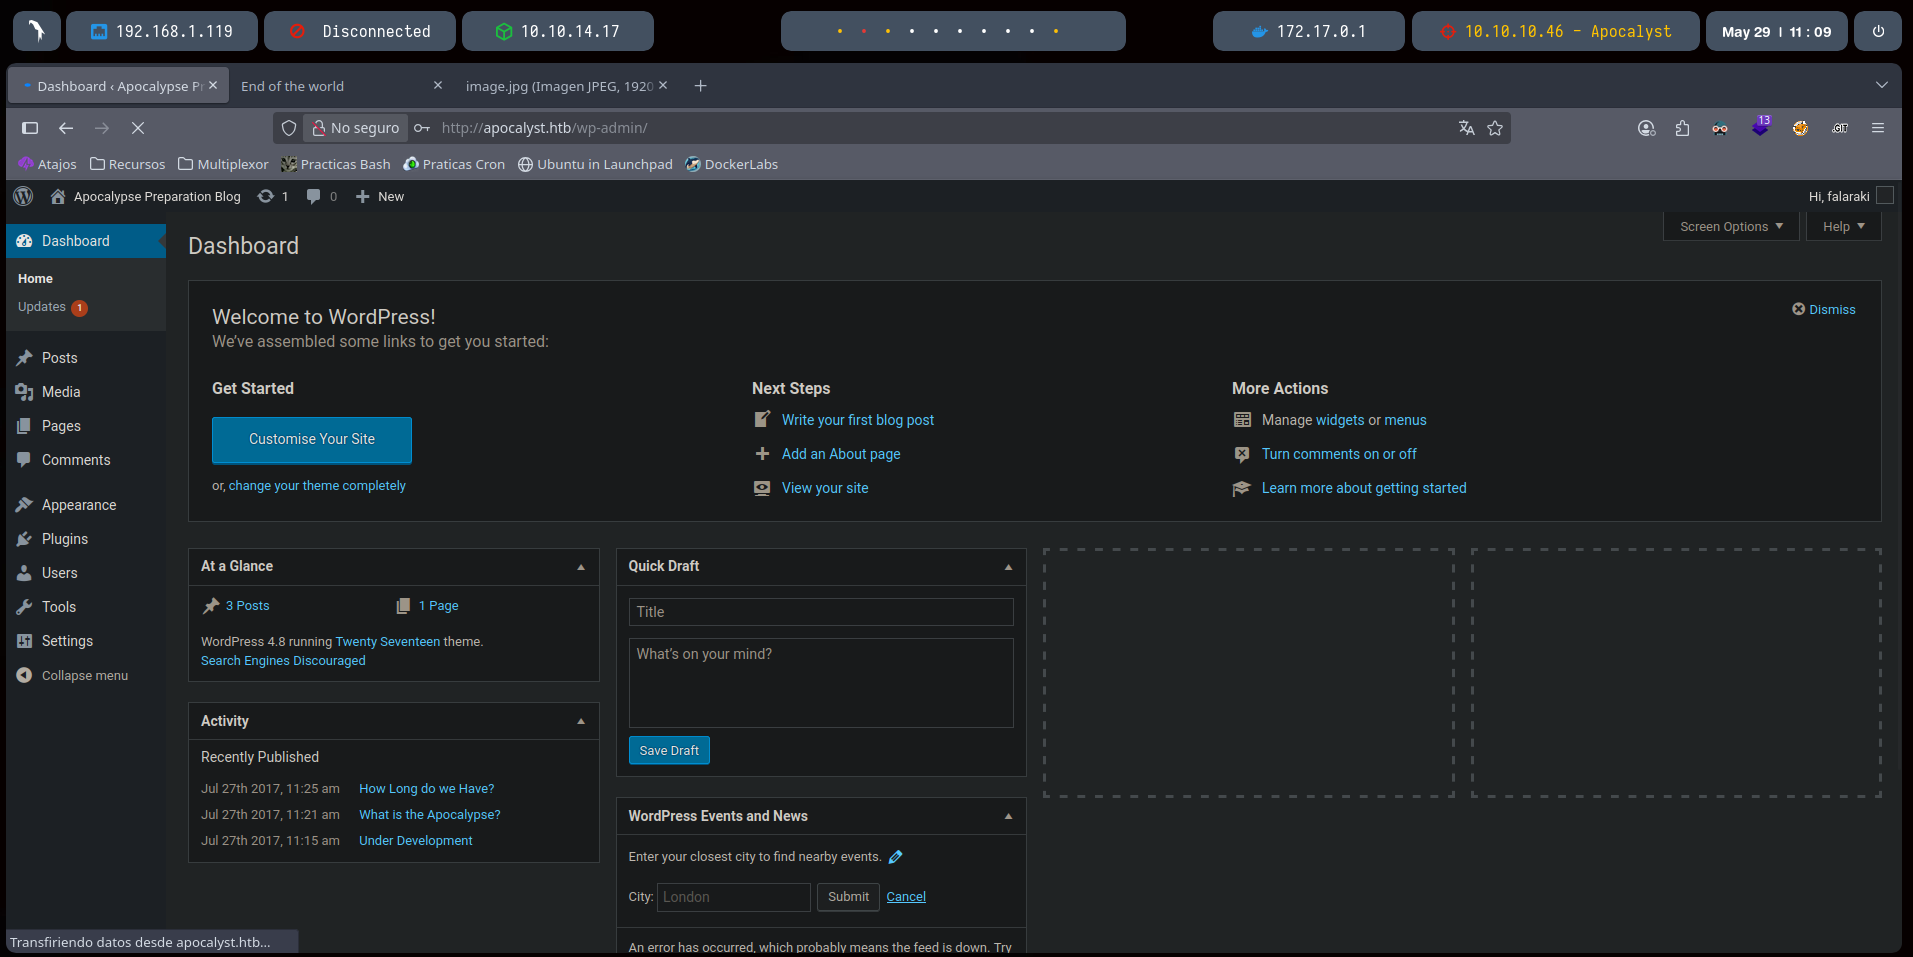 192.168.1.119
Disconnected
10.10.14.17
172.17.0.1
10.10.10.46 - Apocalyst
May 29 | 11 : 09
Dashboard ‹ Apocalypse Pr
End of the world
image.jpg (Imagen JPEG, 1920
No seguro
http://apocalyst.htb/wp-admin/
13
GIT
Atajos
Recursos
Multiplexor
Practicas Bash
Praticas Cron
Ubuntu in Launchpad
DockerLabs
Apocalypse Preparation Blog
1
0
New
Hi, falaraki
Screen Options
Help
Dashboard
Home
Updates 1
Posts
Media
Pages
Comments
Appearance
Plugins
Users
Tools
Settings
Collapse menu
Dashboard
Welcome to WordPress!
Dismiss
We've assembled some links to get you started:
Get Started
Customise Your Site
or, change your theme completely
Next Steps
Write your first blog post
Add an About page
View your site
More Actions
Manage widgets or menus
Turn comments on or off
Learn more about getting started
At a Glance
3 Posts
1 Page
WordPress 4.8 running Twenty Seventeen theme.
Search Engines Discouraged
Activity
Recently Published
Jul 27th 2017, 11:25 am How Long do we Have?
Jul 27th 2017, 11:21 am What is the Apocalypse?
Jul 27th 2017, 11:15 am Under Development
Quick Draft
Title
What's on your mind?
Save Draft
WordPress Events and News
Enter your closest city to find nearby events.
City: London Submit Cancel
An error has occurred, which probably means the feed is down. Try
Transfiriendo datos desde apocalyst.htb...